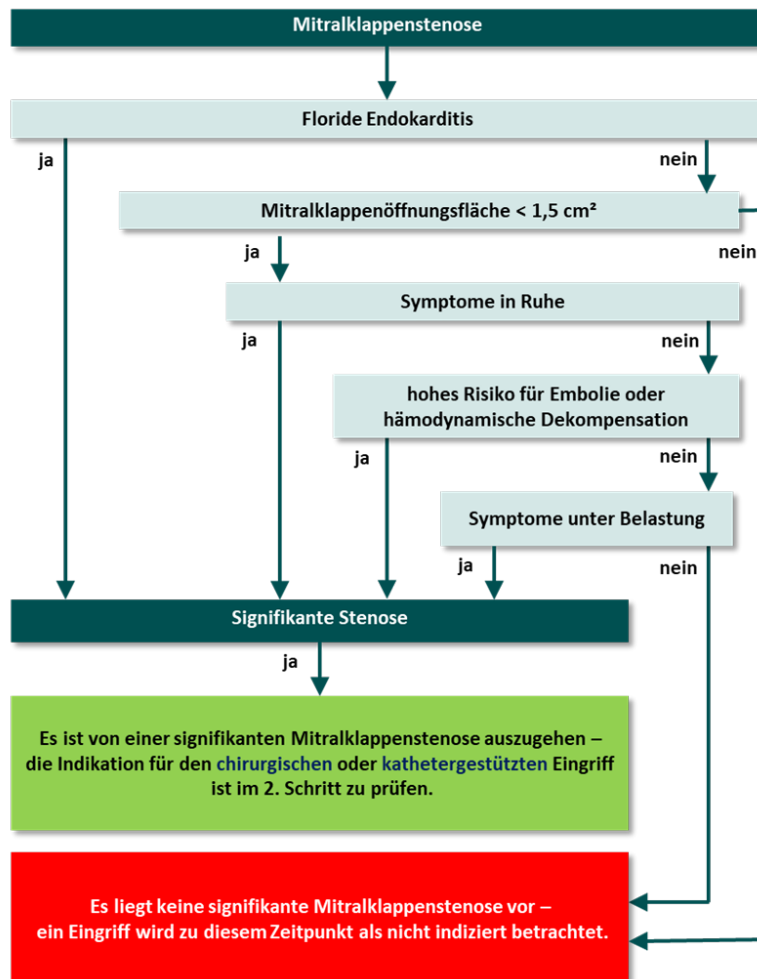 Mitralklappenstenose
Floride Endokarditis
ja
nein
Mitralklappenöffnungsfläche < 1,5 cm²
ja
nein
Symptome in Ruhe
ja
nein
hohes Risiko für Embolie oder
hämodynamische Dekompensation
ja
nein
Symptome unter Belastung
ja
nein
Signifikante Stenose
ja
Es ist von einer signifikanten Mitralklappenstenose auszugehen –
die Indikation für den chirurgischen oder kathetergestützten Eingriff
ist im 2. Schritt zu prüfen.
Es liegt keine signifikante Mitralklappenstenose vor –
ein Eingriff wird zu diesem Zeitpunkt als nicht indiziert betrachtet.